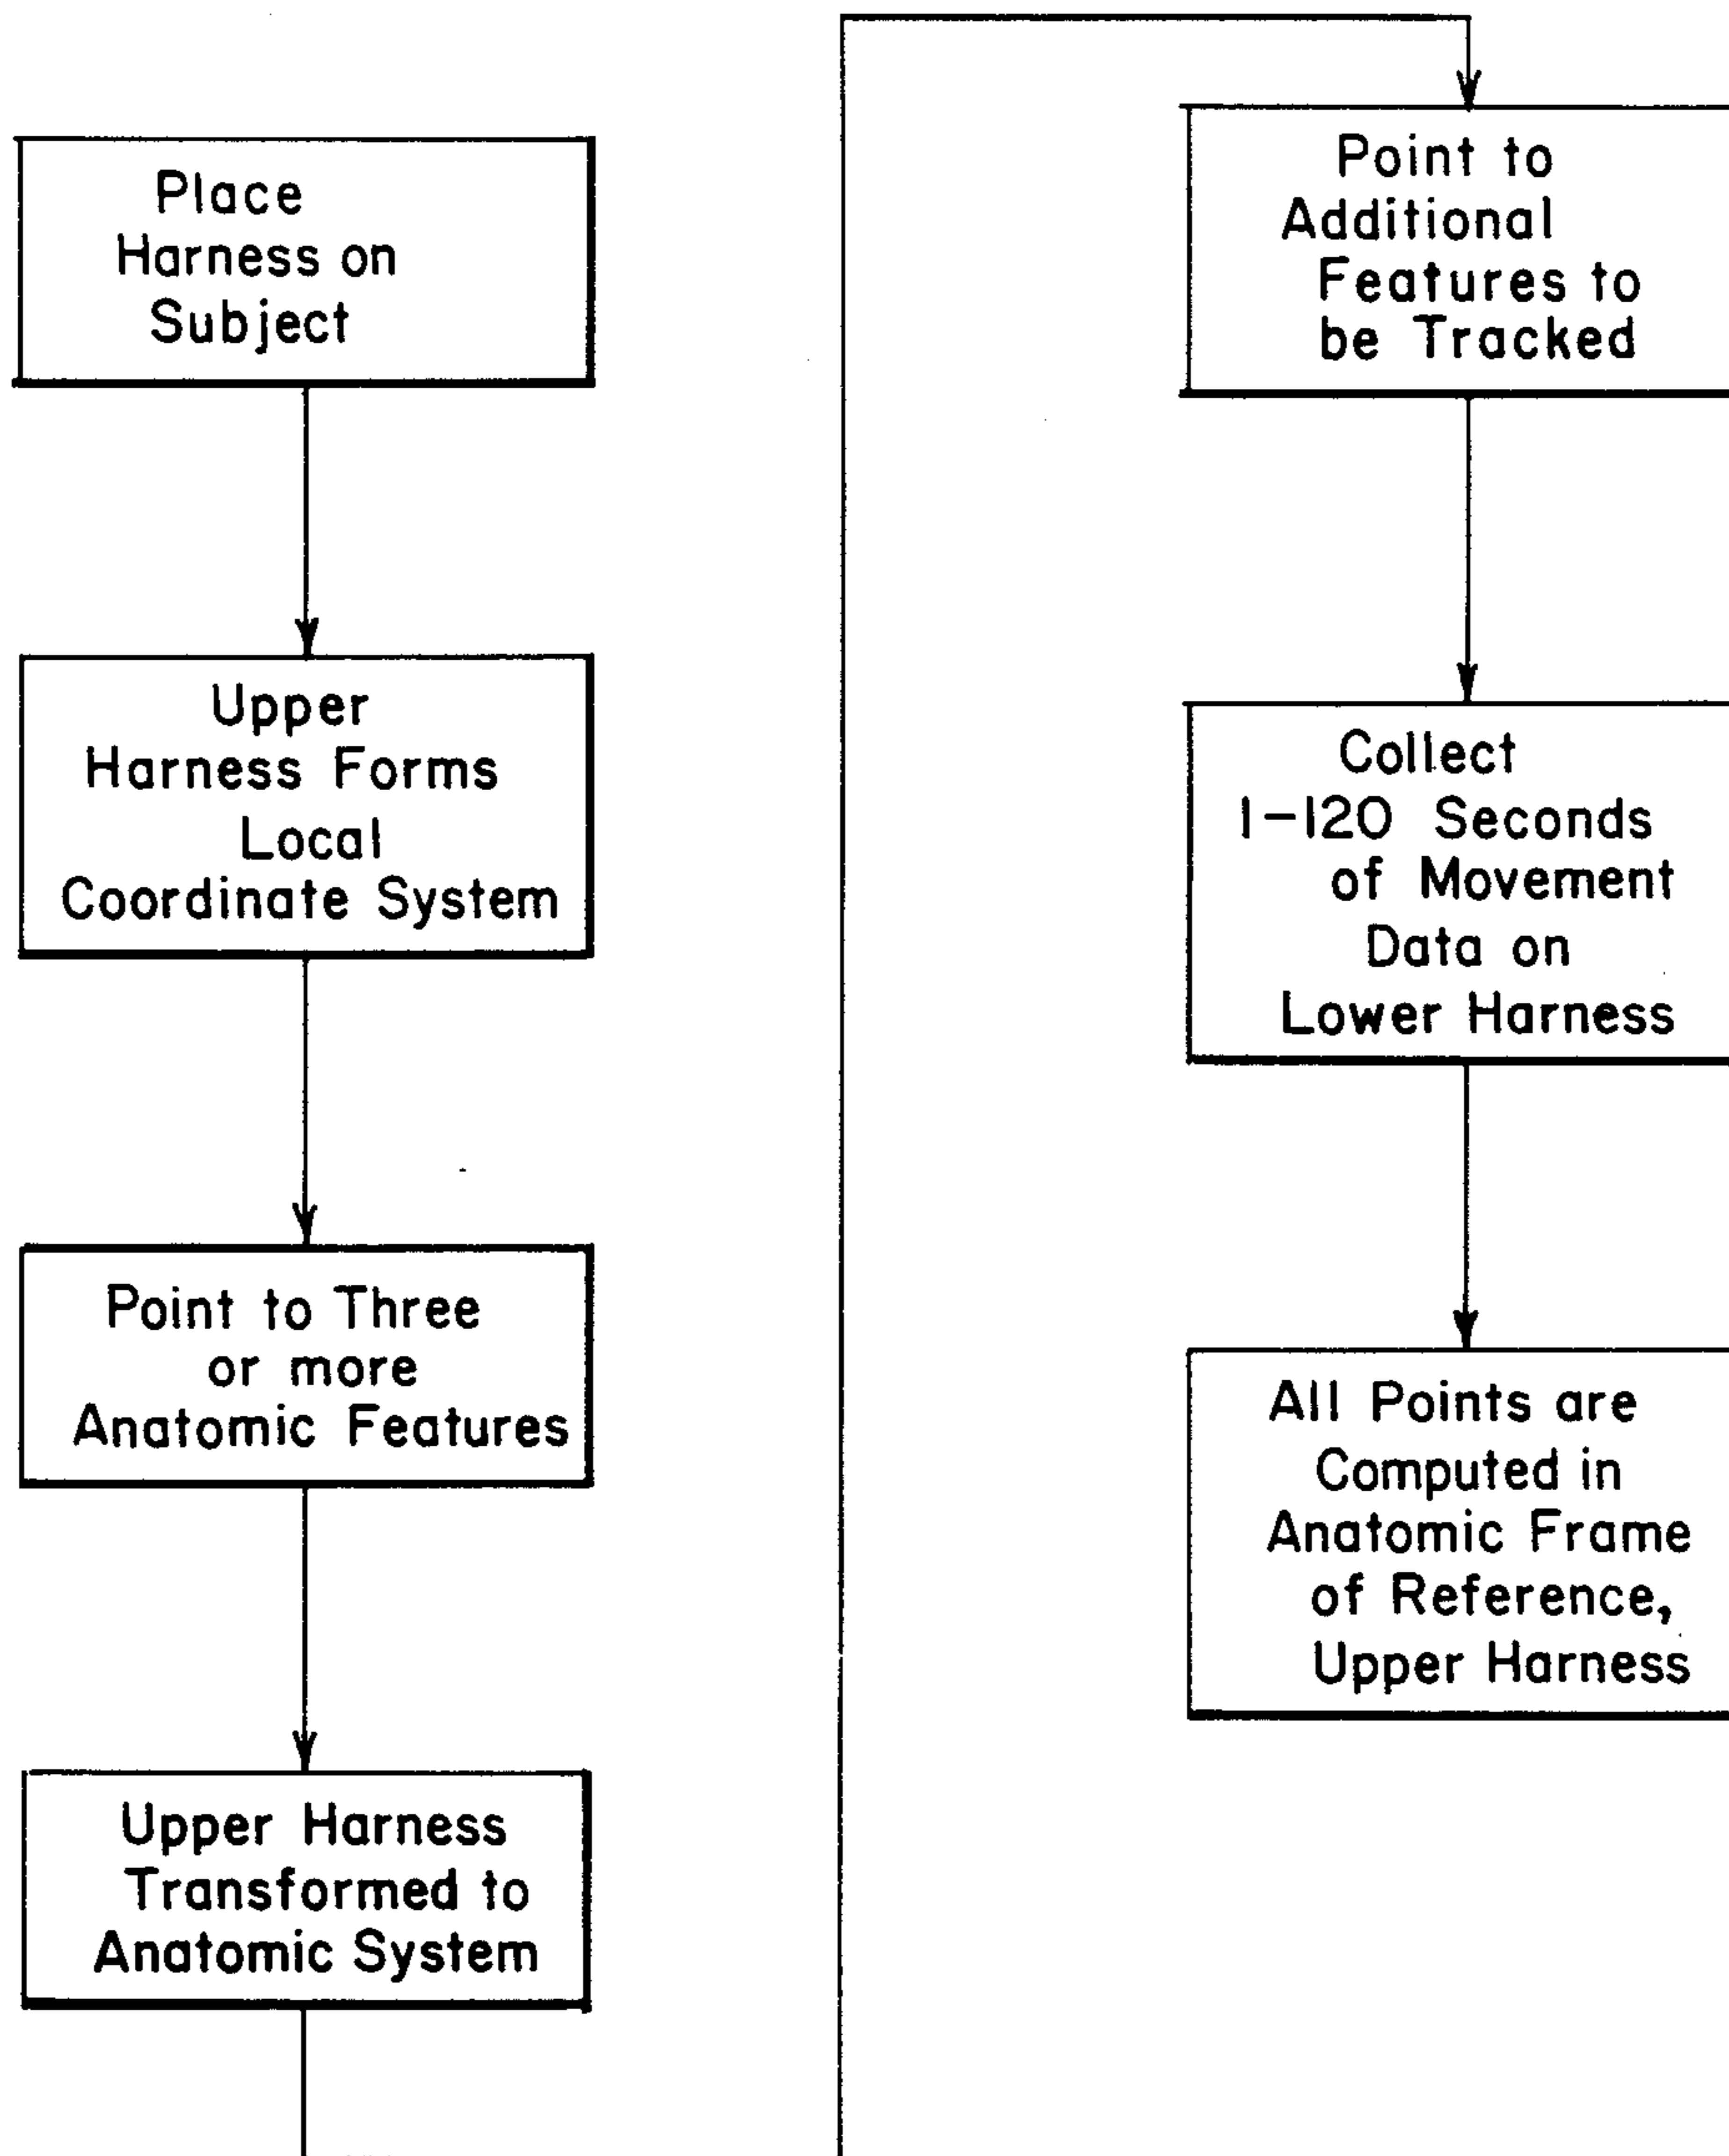 Place
Harness on
Subject
Upper
Harness Forms
Local
Coordinate System
Point to Three
or more
Anatomic Features
Upper Harness
Transformed to
Anatomic System
Point to
Additional
Features to
be Tracked
Collect
1-120 Seconds
of Movement
Data on
Lower Harness
All Points are
Computed in
Anatomic Frame
of Reference,
Upper Harness